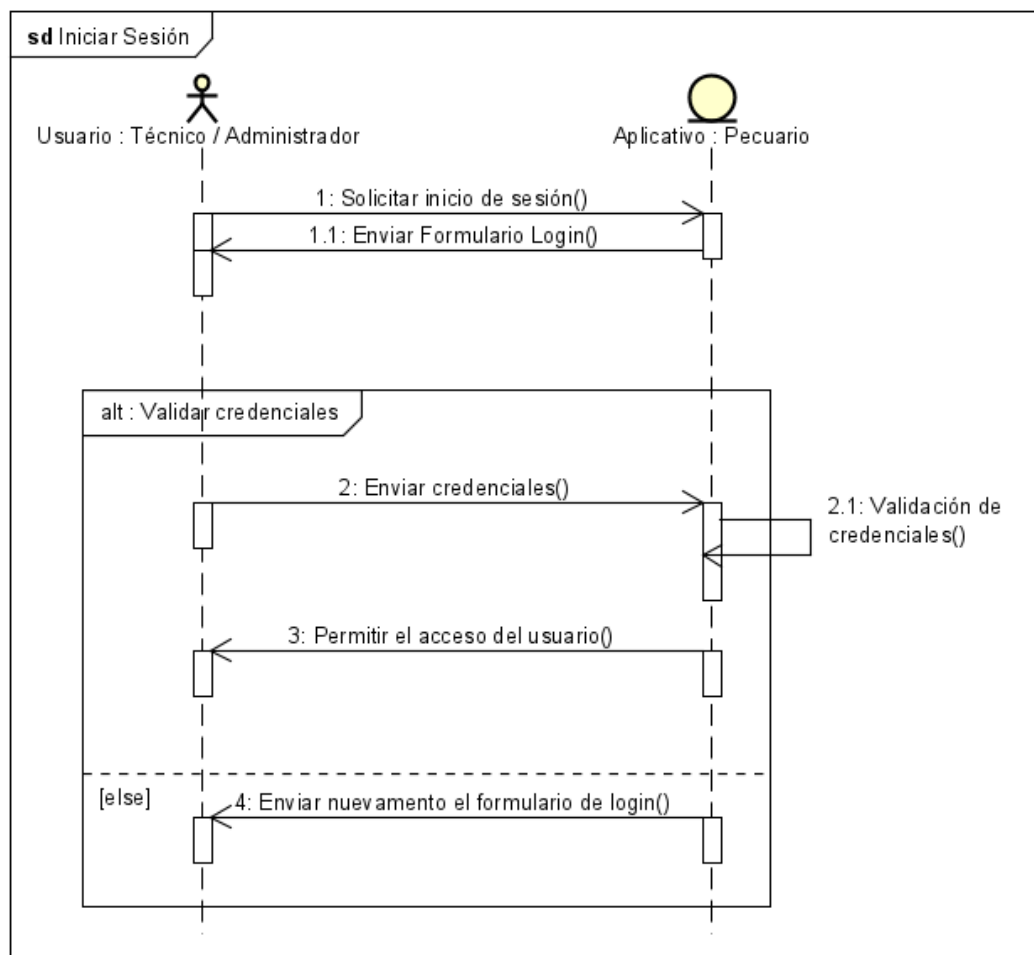 sd Iniciar Sesión
Usuario : Técnico / Administrador
Aplicativo : Pecuario
1: Solicitar inicio de sesión()
1.1: Enviar Formulario Login()
alt : Validar credenciales
2: Enviar credenciales()
2.1: Validación de
credenciales()
3: Permitir el acceso del usuario()
[else]
4: Enviar nuevamento el formulario de login()